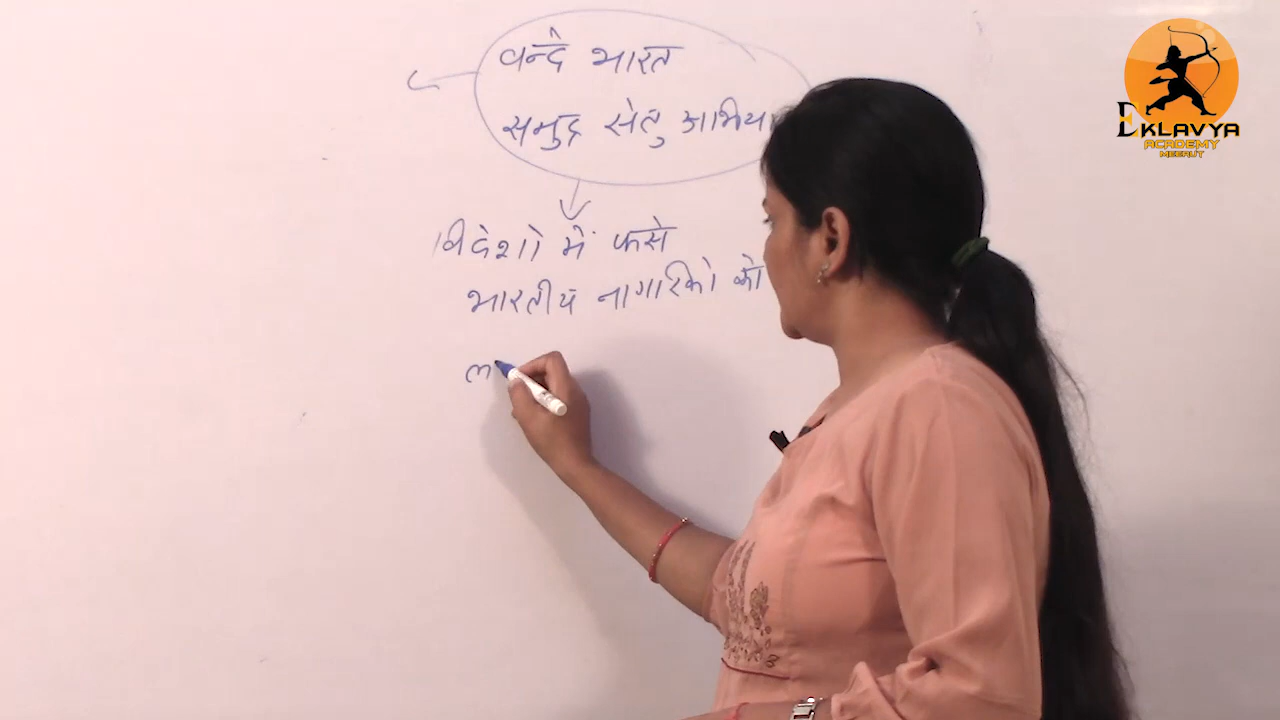 वन्दे भारत
समुद्र सेतु अभिया
विदेशो में फसे
भारतीय नागरिको को
ल
EKLAVYA
ACADEMY
MEERUT